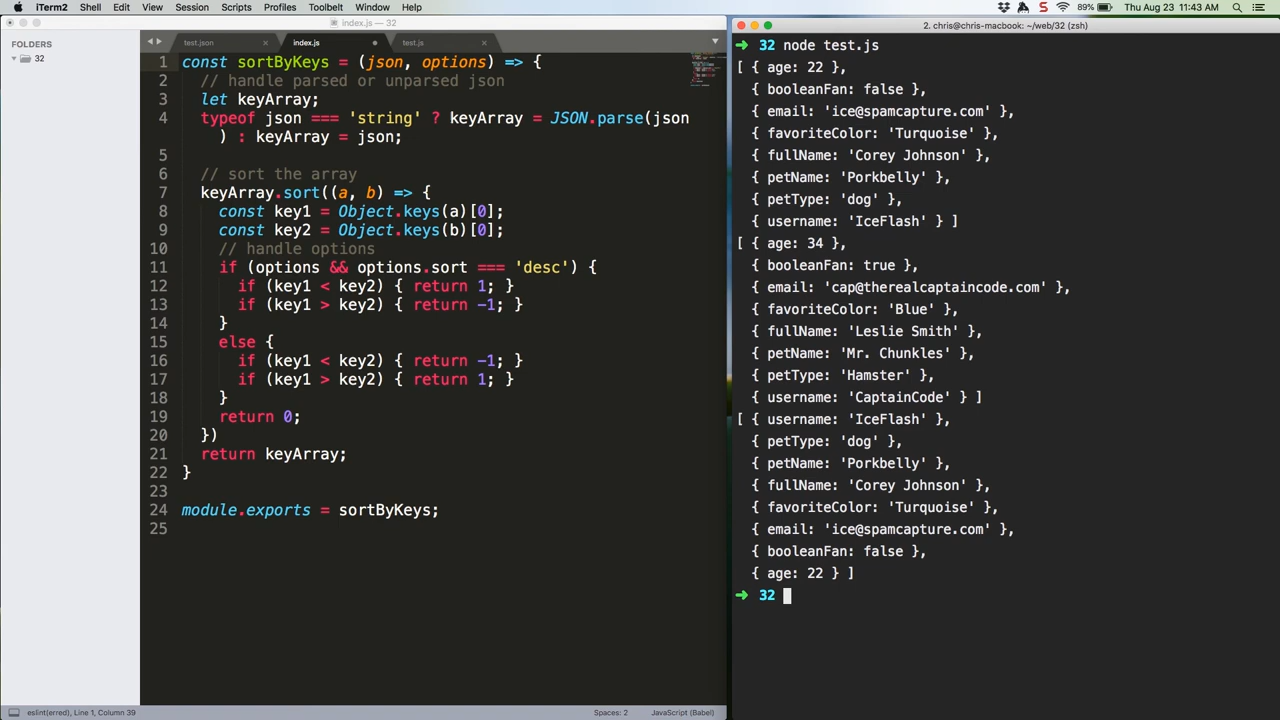 iTerm2 Shell Edit View Session Scripts Profiles Toolbelt Window Help 89% Thu Aug 23 11:43 AM
index.js — 32
2. chris@chris-macbook: ~/web/32 (zsh)
FOLDERS
32
test.json × index.js • test.js ×
1 const sortByKeys = (json, options) => {
2 // handle parsed or unparsed json
3 let keyArray;
4 typeof json === 'string' ? keyArray = JSON.parse(json
) : keyArray = json;
5
6 // sort the array
7 keyArray.sort((a, b) => {
8 const key1 = Object.keys(a)[0];
9 const key2 = Object.keys(b)[0];
10 // handle options
11 if (options && options.sort === 'desc') {
12 if (key1 < key2) { return 1; }
13 if (key1 > key2) { return -1; }
14 }
15 else {
16 if (key1 < key2) { return -1; }
17 if (key1 > key2) { return 1; }
18 }
19 return 0;
20 })
21 return keyArray;
22 }
23
24 module.exports = sortByKeys;
25
eslint(erred), Line 1, Column 39
Spaces: 2
JavaScript (Babel)
➜ 32 node test.js
[ { age: 22 },
{ booleanFan: false },
{ email: 'ice@spamcapture.com' },
{ favoriteColor: 'Turquoise' },
{ fullName: 'Corey Johnson' },
{ petName: 'Porkbelly' },
{ petType: 'dog' },
{ username: 'IceFlash' } ]
[ { age: 34 },
{ booleanFan: true },
{ email: 'cap@therealcaptaincode.com' },
{ favoriteColor: 'Blue' },
{ fullName: 'Leslie Smith' },
{ petName: 'Mr. Chunkles' },
{ petType: 'Hamster' },
{ username: 'CaptainCode' } ]
[ { username: 'IceFlash' },
{ petType: 'dog' },
{ petName: 'Porkbelly' },
{ fullName: 'Corey Johnson' },
{ favoriteColor: 'Turquoise' },
{ email: 'ice@spamcapture.com' },
{ booleanFan: false },
{ age: 22 } ]
➜ 32